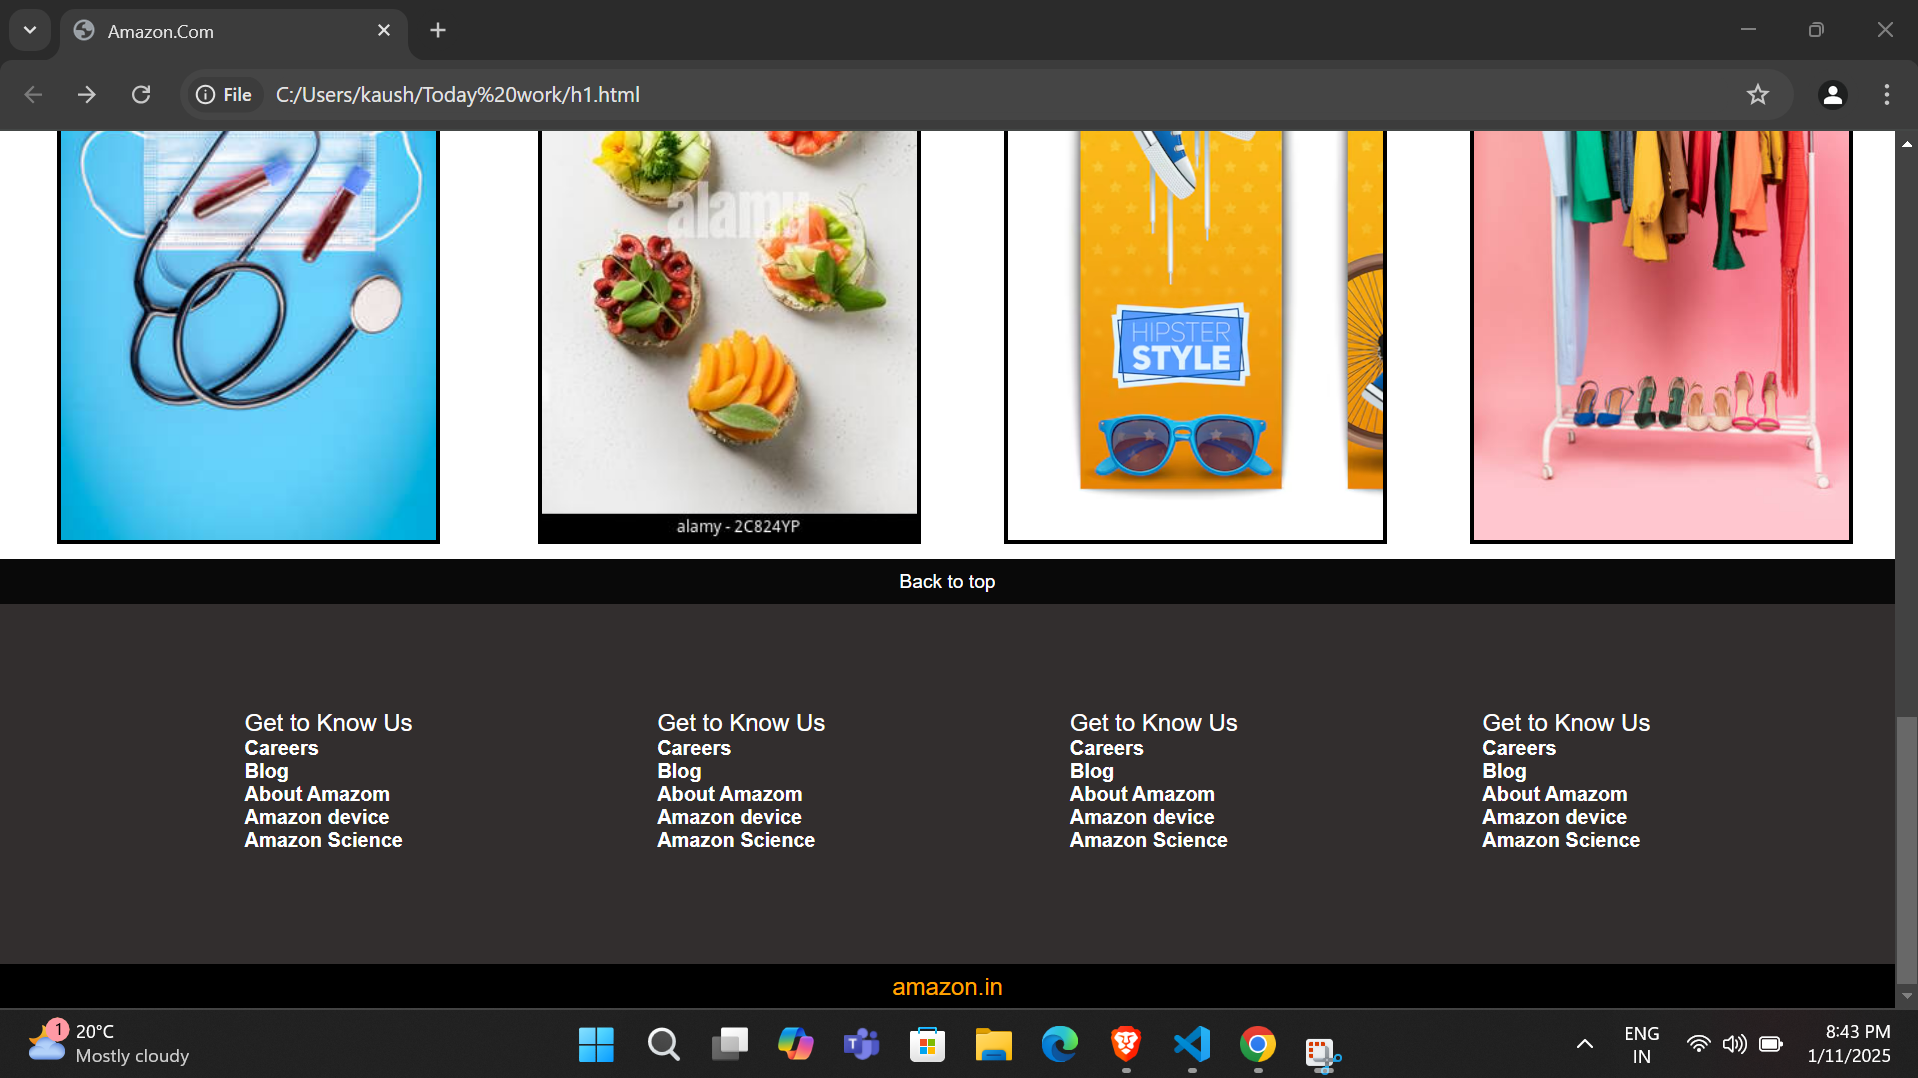 Amazon.Com
File
C:/Users/kaush/Today%20work/h1.html
alamy
HIPSTER
STYLE
alamy - 2C824YP
Back to top
Get to Know Us
Careers
Blog
About Amazom
Amazon device
Amazon Science
Get to Know Us
Careers
Blog
About Amazom
Amazon device
Amazon Science
Get to Know Us
Careers
Blog
About Amazom
Amazon device
Amazon Science
Get to Know Us
Careers
Blog
About Amazom
Amazon device
Amazon Science
amazon.in
1
20°C
Mostly cloudy
T
ENG
IN
8:43 PM
1/11/2025